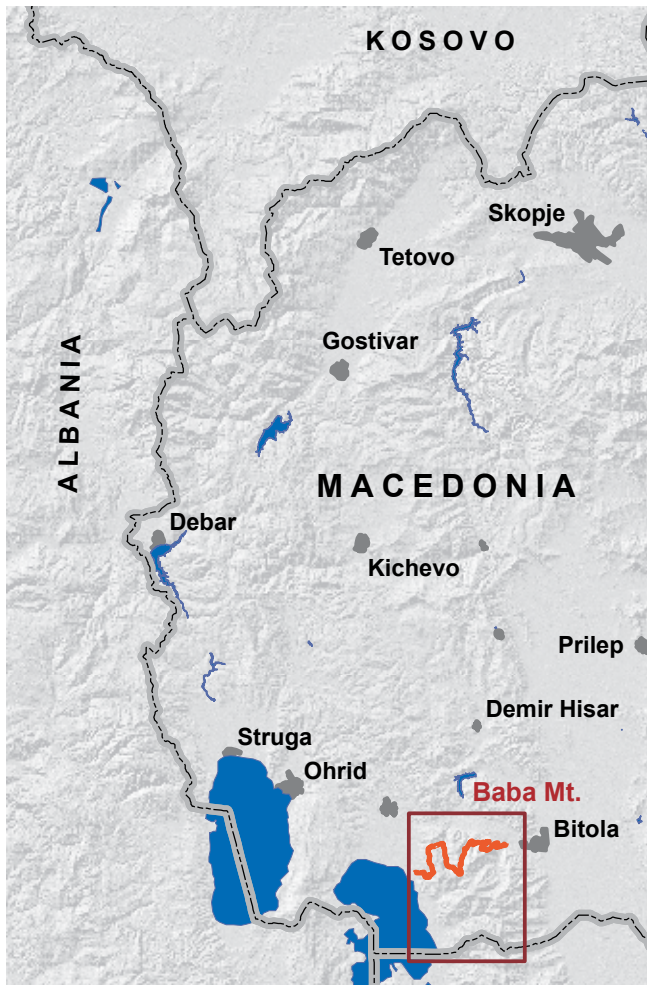 KOSOVO
Skopje
Tetovo
Gostivar
ALBANIA
MACEDONIA
Debar
Kichevo
Prilep
Demir Hisar
Struga
Ohrid
Baba Mt.
Bitola